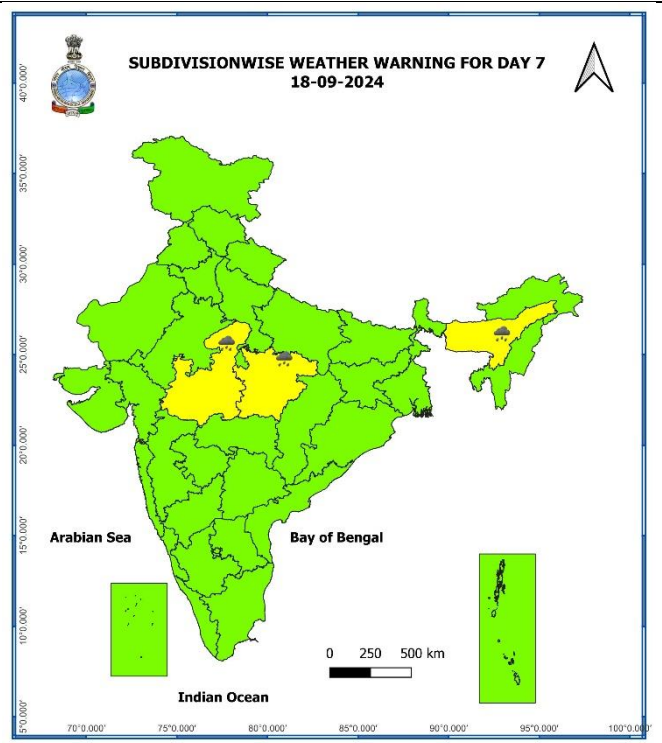 SUBDIVISIONWISE WEATHER WARNING FOR DAY 7
18-09-2024
40°0.000'
35°0.000'
30°0.000'
25°0.000'
20°0.000'
15°0.000'
10°0.000'
5°0.000'
Arabian Sea
Bay of Bengal
0 250 500 km
Indian Ocean
70°0.000' 75°0.000' 80°0.000' 85°0.000' 90°0.000' 95°0.000' 100°0.000'